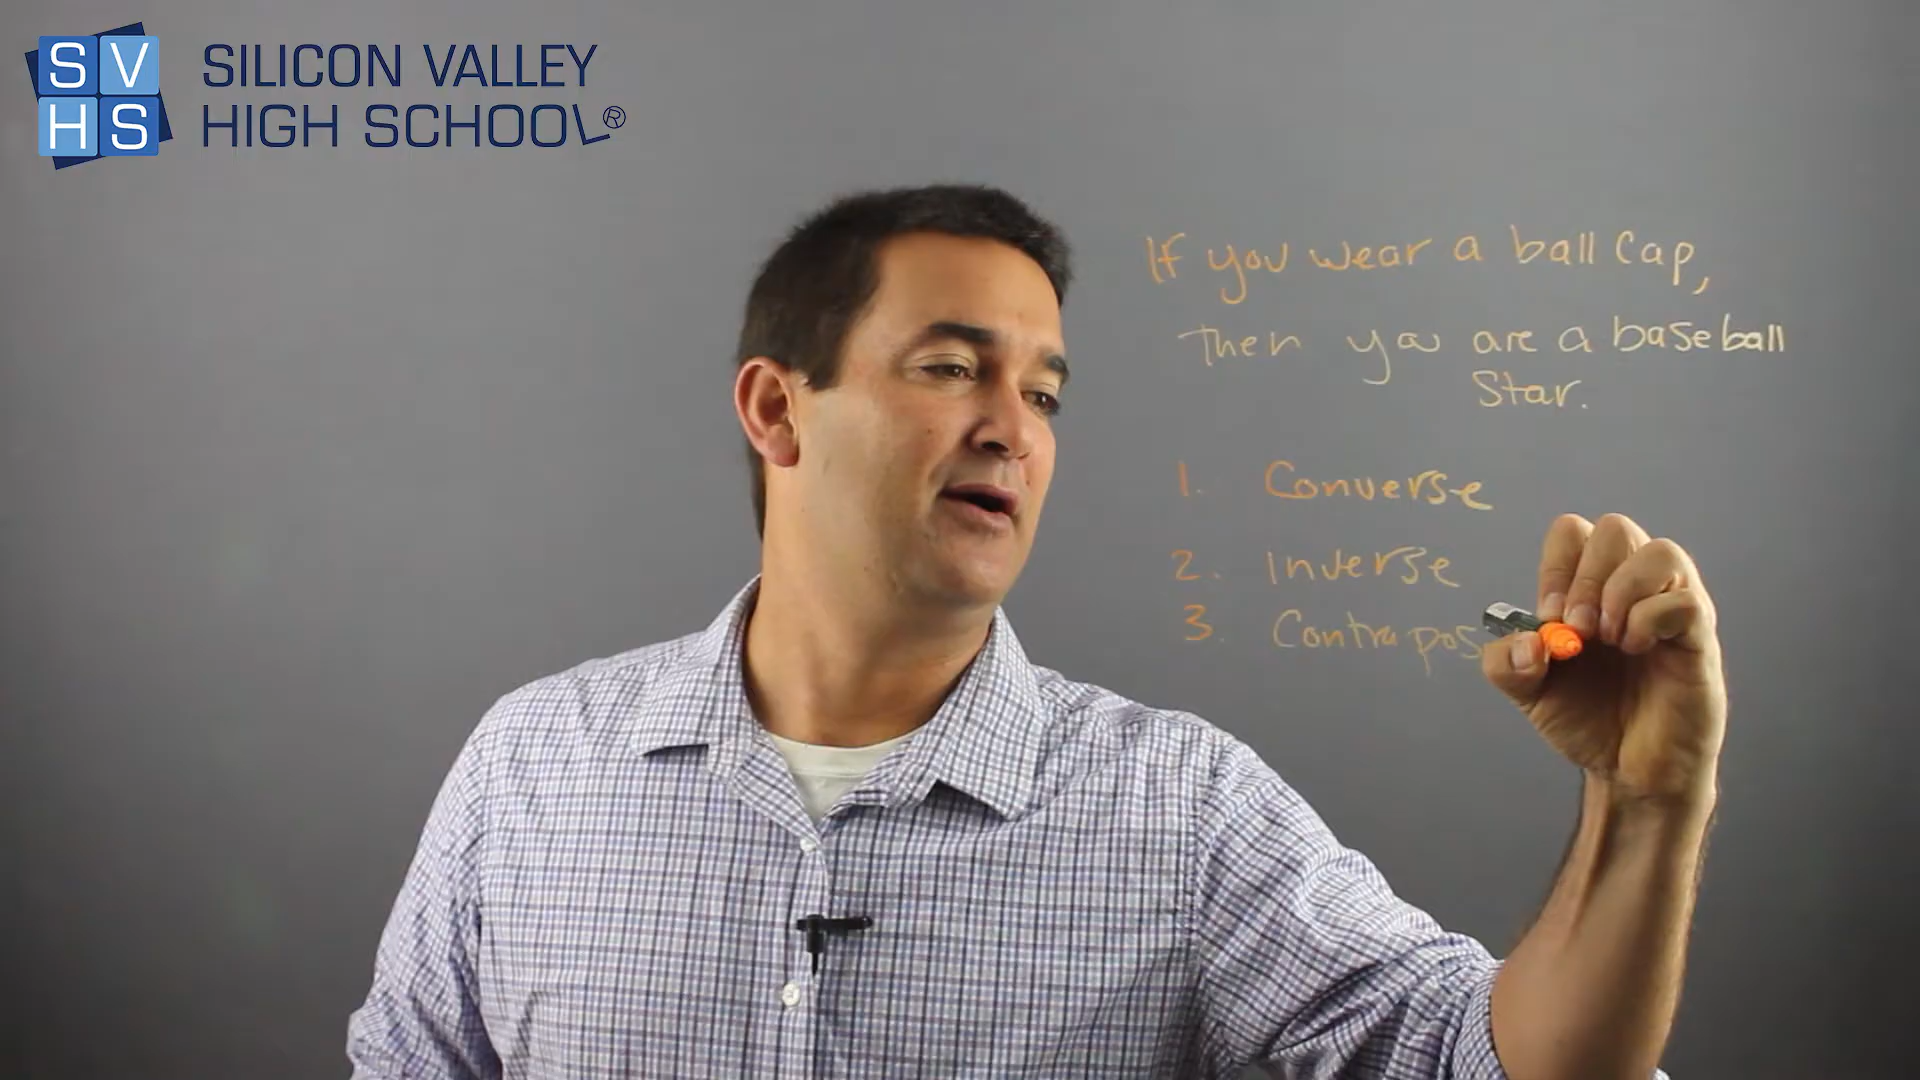 S V
H S
SILICON VALLEY
HIGH SCHOOL®
If you wear a ball cap,
then you are a baseball
star.
1. Converse
2. Inverse
3. Contrapos